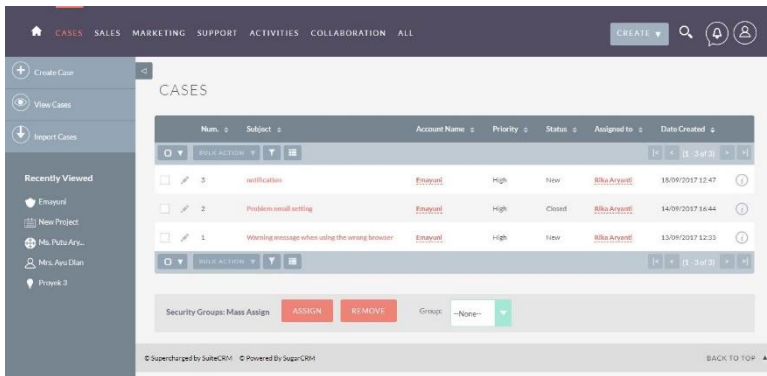 CASES SALES MARKETING SUPPORT ACTIVITIES COLLABORATION ALL CREATE
Create Case
View Cases
Import Cases
Recently Viewed
Emayuni
New Project
Ms. Putu Ary...
Mrs. Ayu Dian
Proyek 3
CASES
Num. Subject Account Name Priority Status Assigned to Date Created
BULK ACTION (1 - 3 of 3)
3 notification Emayuni High New Rika Aryanti 18/09/2017 12:47
2 Problem email setting Emayuni High Closed Rika Aryanti 14/09/2017 16:44
1 Warning message when using the wrong browser Emayuni High New Rika Aryanti 13/09/2017 12:33
BULK ACTION (1 - 3 of 3)
Security Groups: Mass Assign ASSIGN REMOVE Group: --None--
© Supercharged by SuiteCRM © Powered By SugarCRM BACK TO TOP